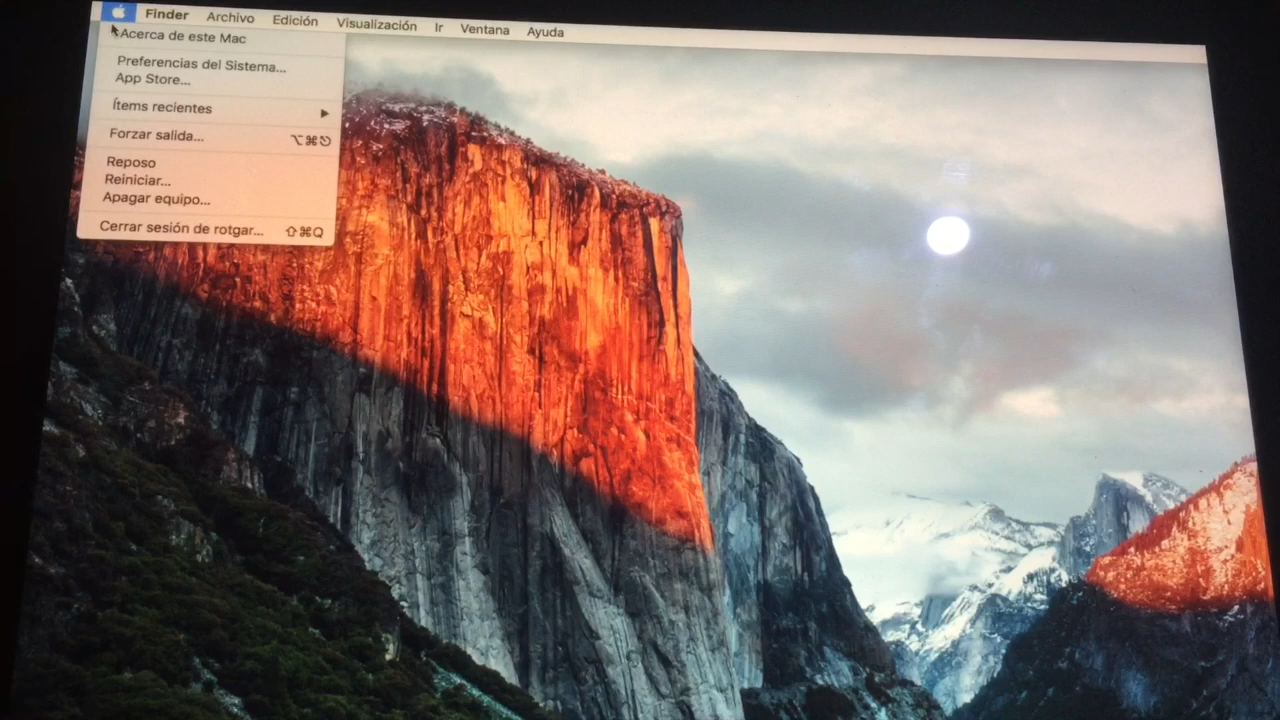 Finder Archivo Edición Visualización Ir Ventana Ayuda
Acerca de este Mac
Preferencias del Sistema...
App Store...
Ítems recientes
Forzar salida... ⌥⌘⎋
Reposo
Reiniciar...
Apagar equipo...
Cerrar sesión de rotgar... ⇧⌘Q